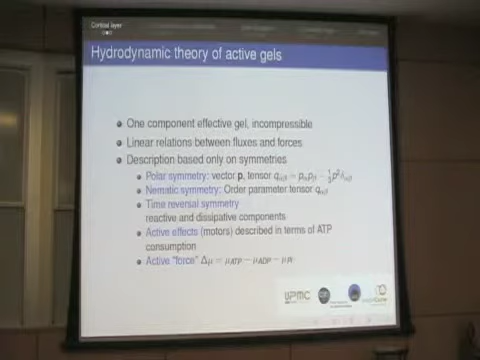 Cortical layer
Hydrodynamic theory of active gels
One component effective gel, incompressible
Linear relations between fluxes and forces
Description based only on symmetries
Polar symmetry: vector p, tensor qαβ = pαpβ − 1/3 p²δαβ
Nematic symmetry: Order parameter tensor qαβ
Time reversal symmetry
reactive and dissipative components
Active effects (motors) described in terms of ATP
consumption
Active "force" Δμ = μATP − μADP − μPi
UPMC